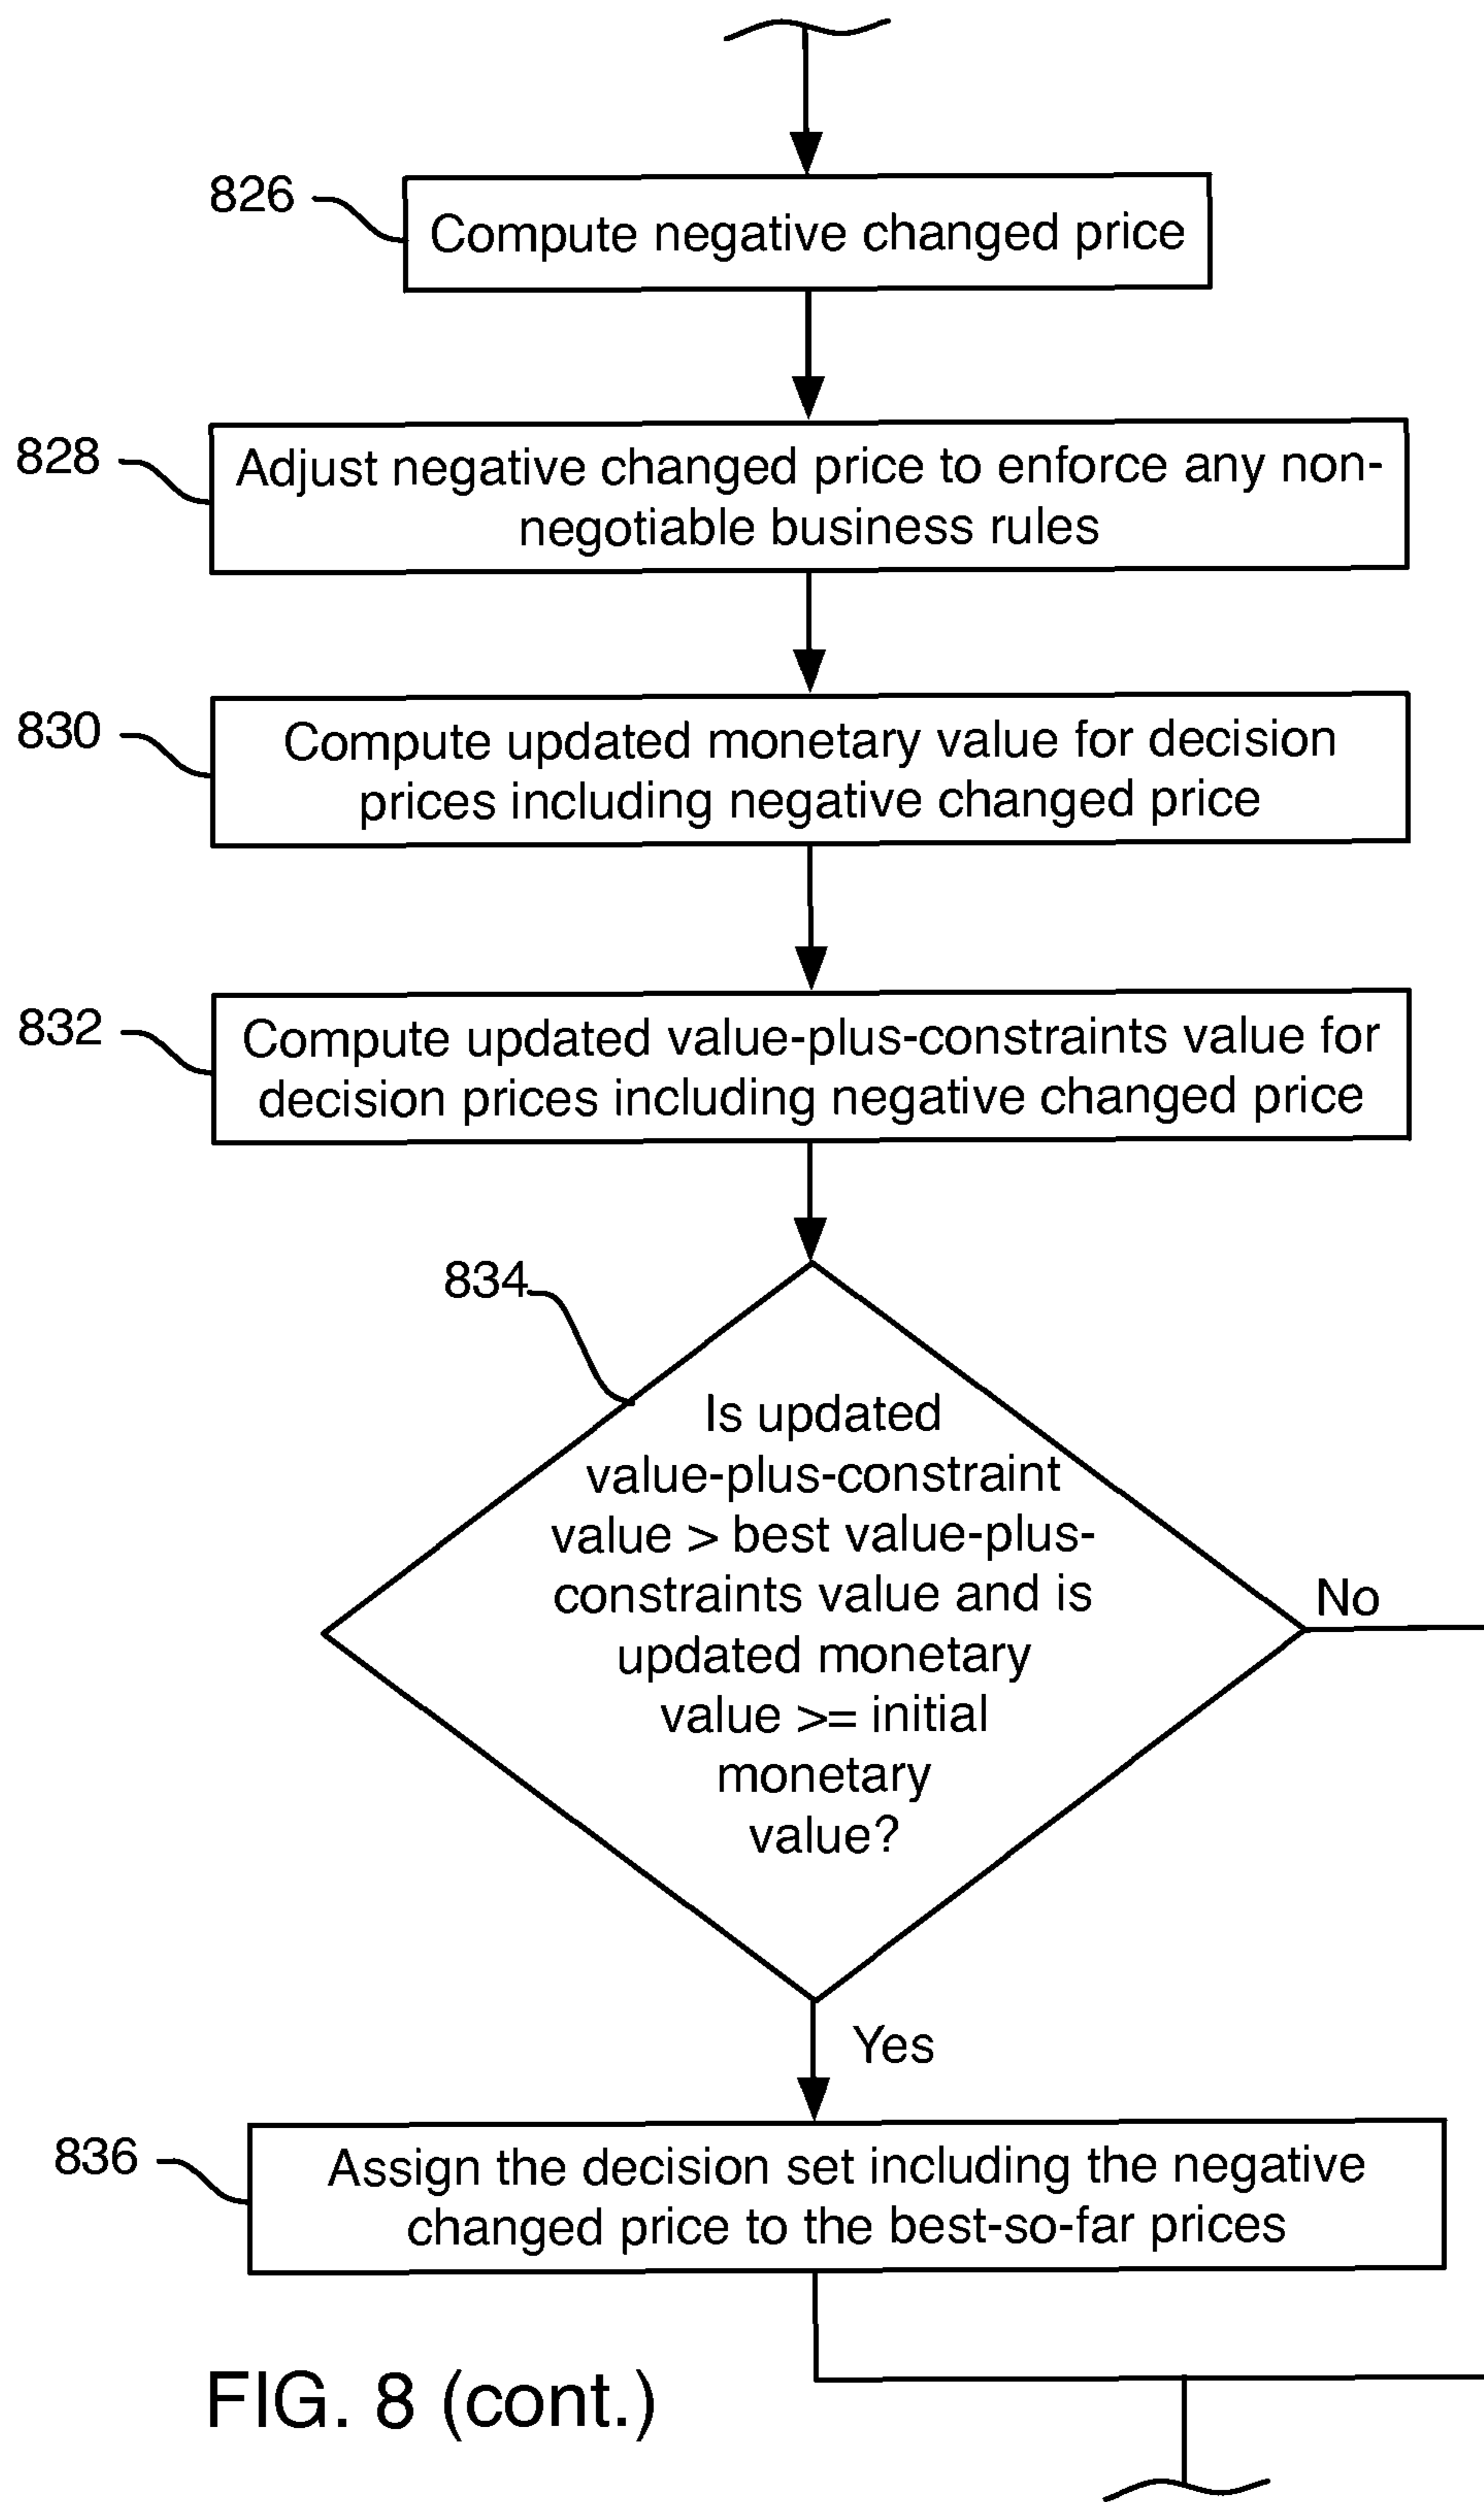 826
Compute negative changed price
828
Adjust negative changed price to enforce any non-
negotiable business rules
830
Compute updated monetary value for decision
prices including negative changed price
832
Compute updated value-plus-constraints value for
decision prices including negative changed price
834
Is updated
value-plus-constraint
value > best value-plus-
constraints value and is
updated monetary
value >= initial
monetary
value?
No
Yes
836
Assign the decision set including the negative
changed price to the best-so-far prices
FIG. 8 (cont.)